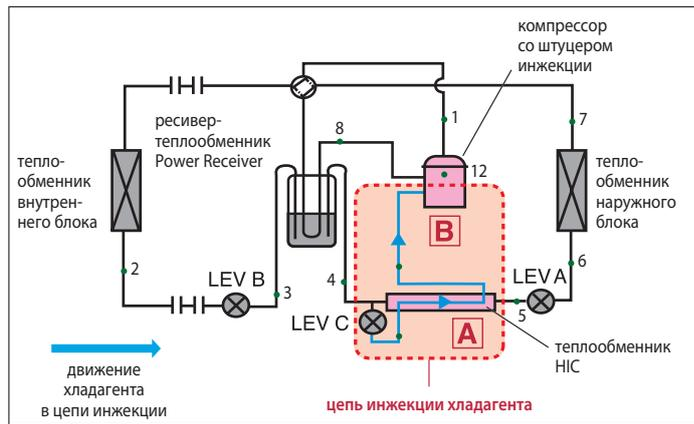 компрессор
со штуцером
инжекции
1
7
ресивер-
теплообменник
Power Receiver
8
12
тепло-
обменник
внутрен-
него блока
тепло-
обменник
наружного
блока
B
2
LEV B
3
4
LEV A
6
5
LEV C
A
теплообменник
HIC
движение
хладагента
в цепи инжекции
цепь инжекции хладагента